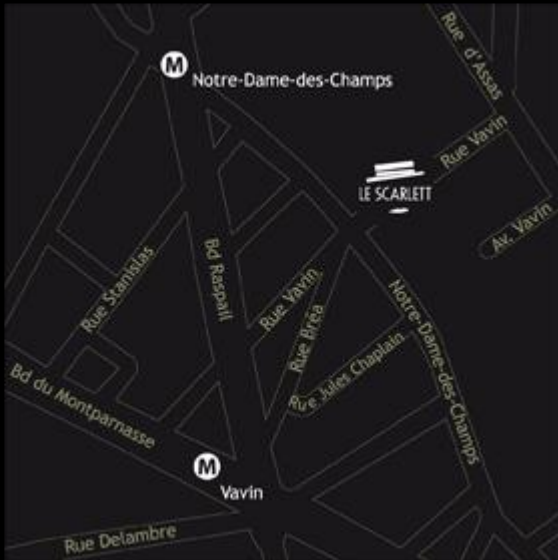 Rue d'Assas
M
Notre-Dame-des-Champs
Rue Vavin
LE SCARLETT
Av. Vavin
Rue Stanislas
Bd Raspail
Rue Vavin
Rue Brea
Notre-Dame-des-Champs
Rue Jules Chaplain
Bd du Montparnasse
M
Vavin
Rue Delambre